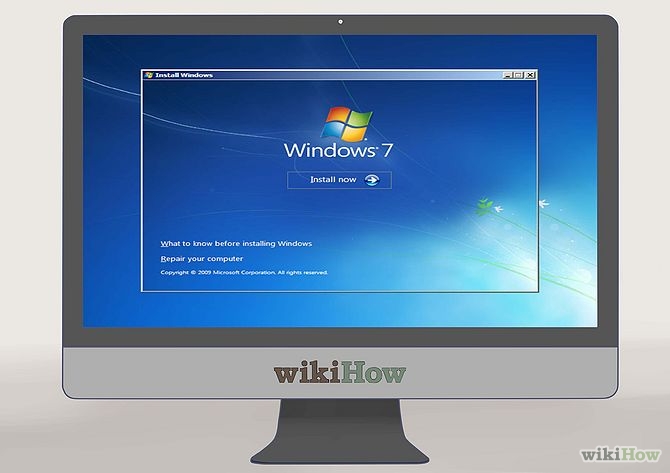 Install Windows
Windows® 7
Install now
What to know before installing Windows
Repair your computer
Copyright © 2009 Microsoft Corporation. All rights reserved.
wikiHow
wikiHow